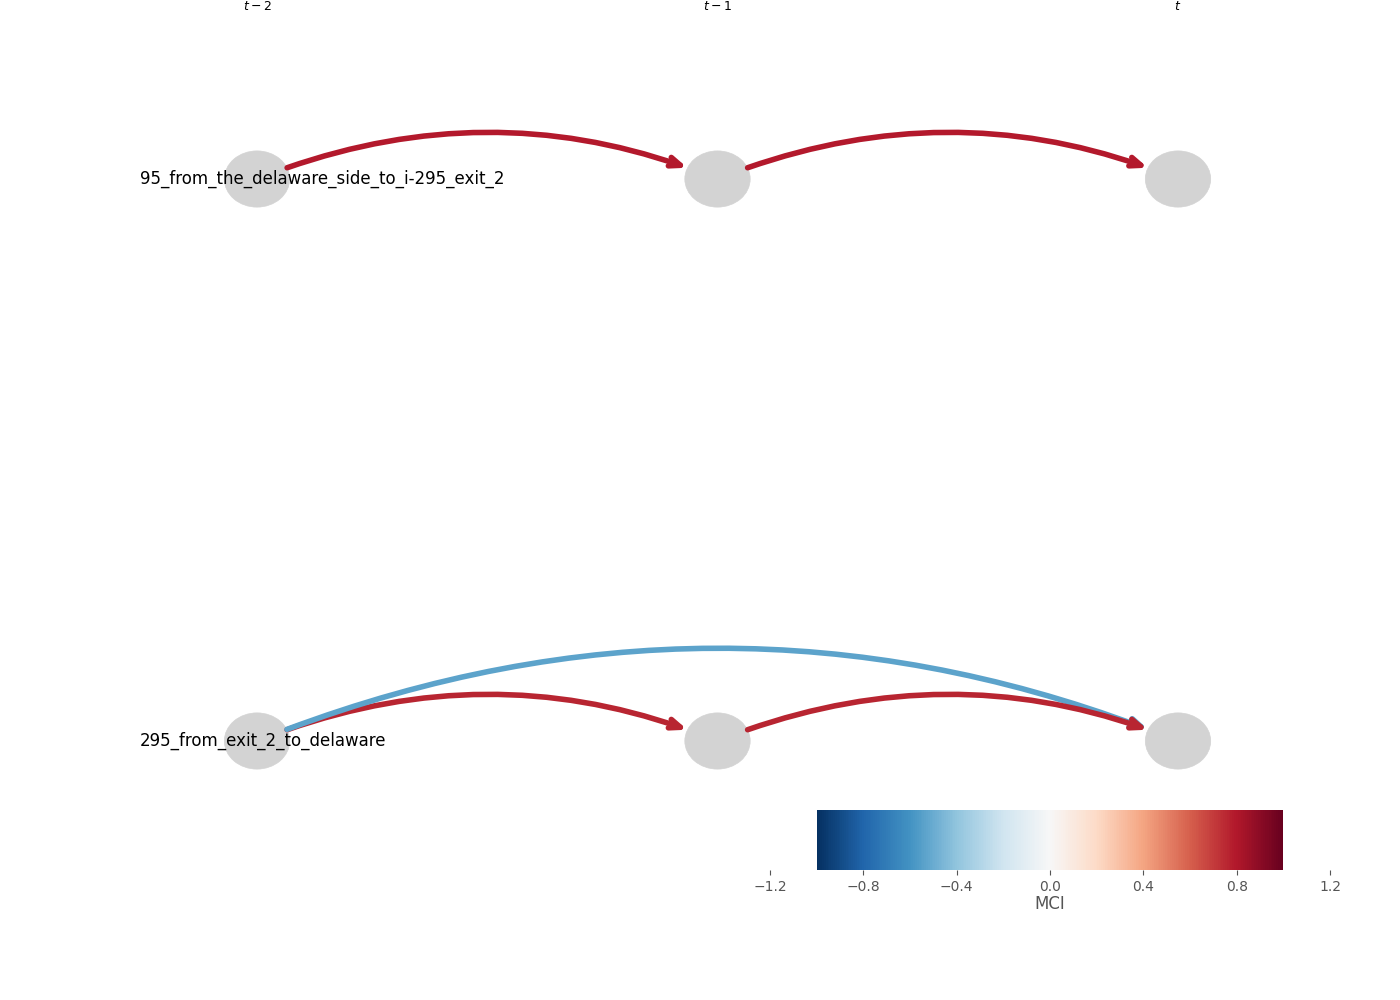 t − 2 t − 1 t
95_from_the_delaware_side_to_i-295_exit_2
295_from_exit_2_to_delaware
−1.2 −0.8 −0.4 0.0 0.4 0.8 1.2
MCI